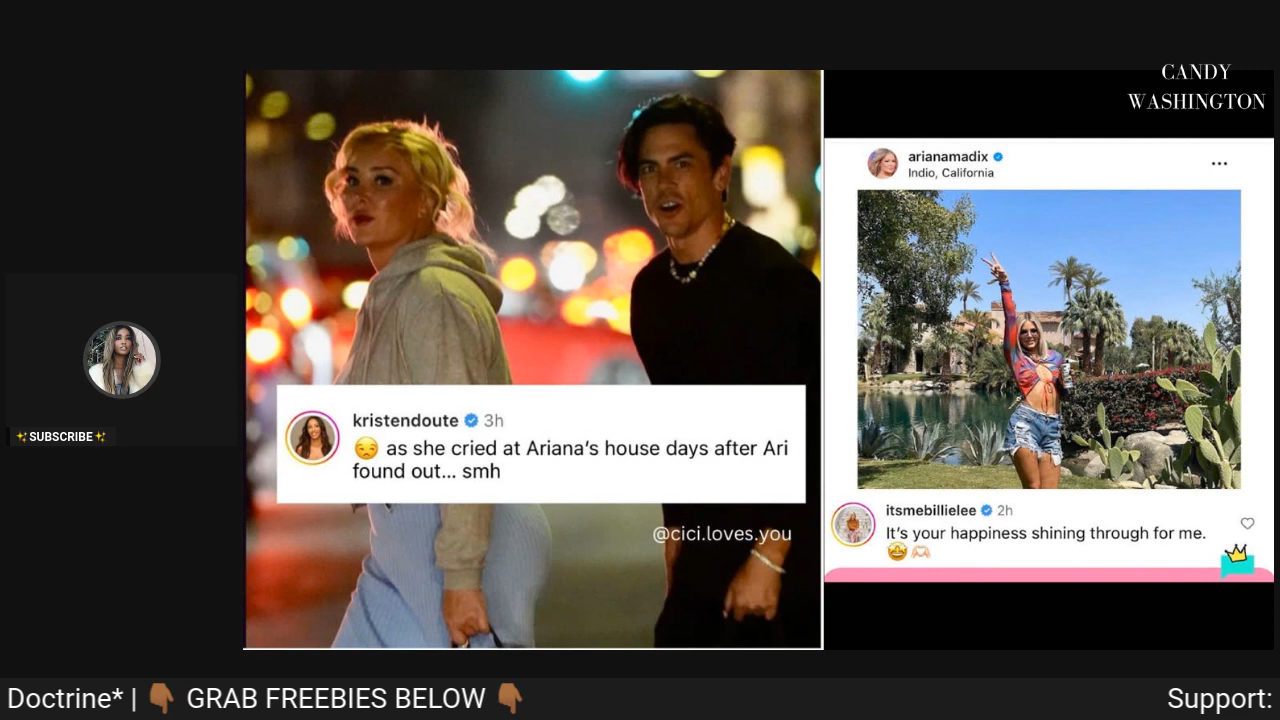 CANDY
WASHINGTON
✨SUBSCRIBE✨
kristendoute 3h
😒 as she cried at Ariana’s house days after Ari
found out... smh
@cici.loves.you
arianamadix
Indio, California
itsmebillielee 2h
It’s your happiness shining through for me.
🤩🫶🏻
Doctrine* | 👇🏾 GRAB FREEBIES BELOW 👇🏾
Support: